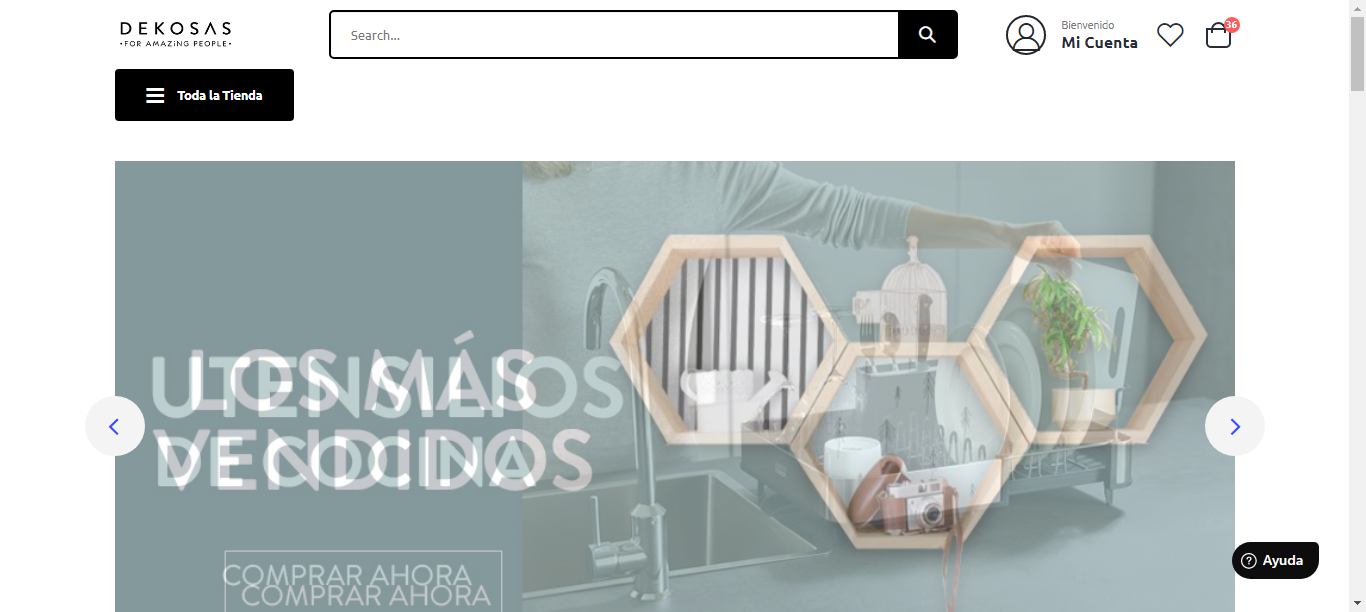 DEKOSAS
•FOR AMAZING PEOPLE•
Search...
Bienvenido
Mi Cuenta
36
Toda la Tienda
LOS MÁS
VENDIDOS
UTENSILIOS
DE COCINA
COMPRAR AHORA
COMPRAR AHORA
Ayuda